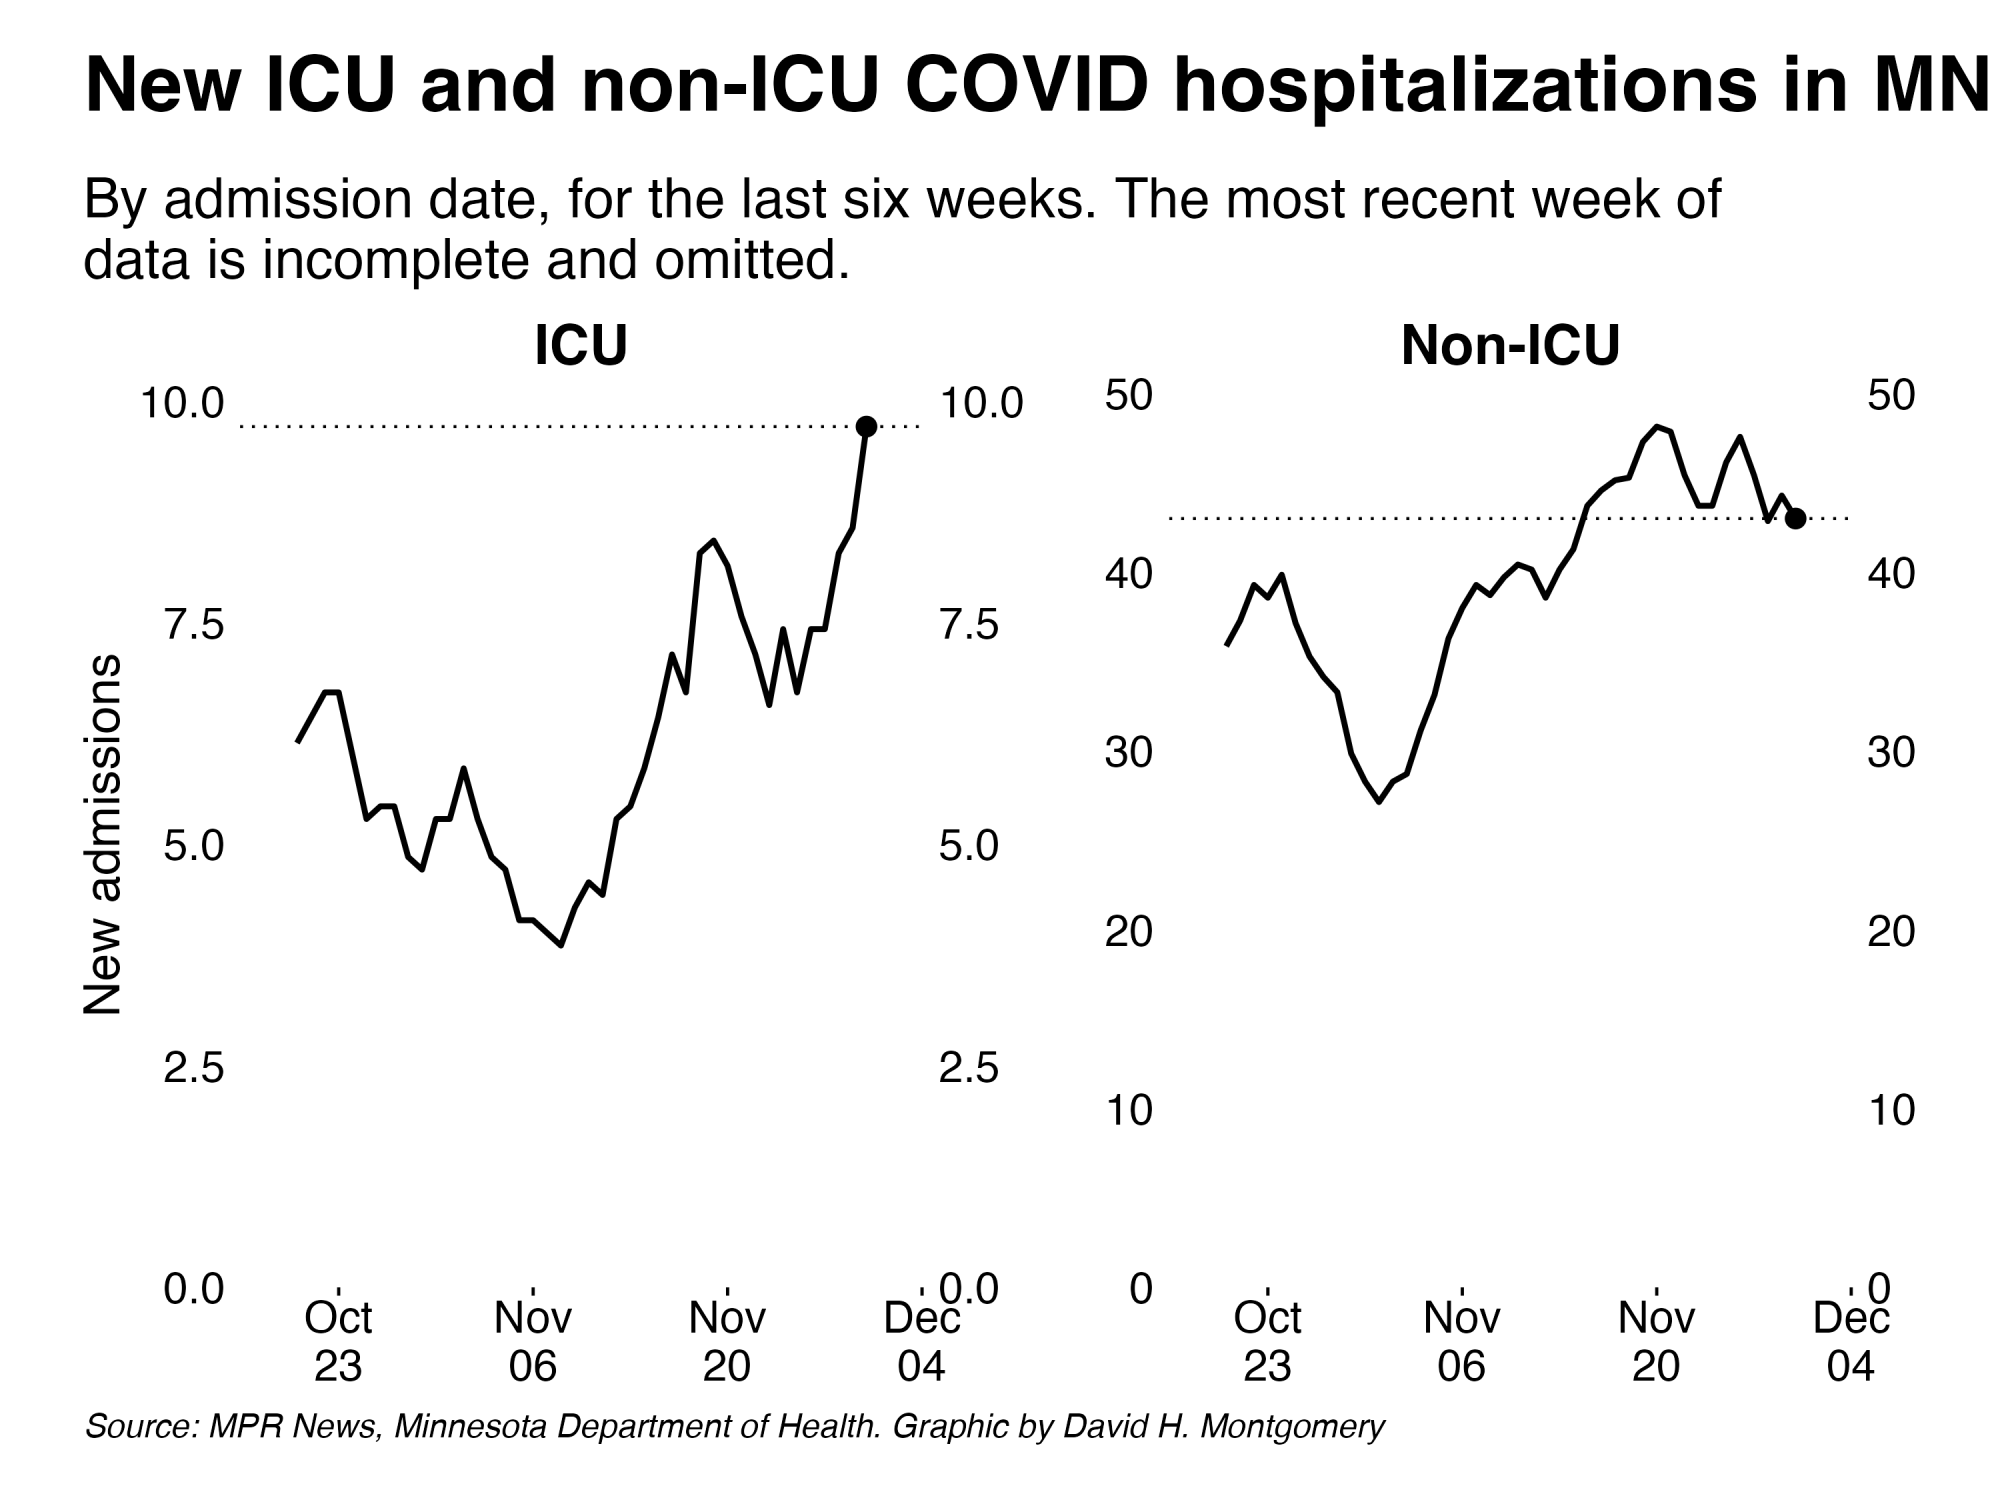 New ICU and non-ICU COVID hospitalizations in MN
By admission date, for the last six weeks. The most recent week of
data is incomplete and omitted.
ICU
New admissions
10.0
7.5
5.0
2.5
0.0
10.0
7.5
5.0
2.5
0.0
Oct
23
Nov
06
Nov
20
Dec
04
Non-ICU
50
40
30
20
10
0
50
40
30
20
10
0
Oct
23
Nov
06
Nov
20
Dec
04
Source: MPR News, Minnesota Department of Health. Graphic by David H. Montgomery